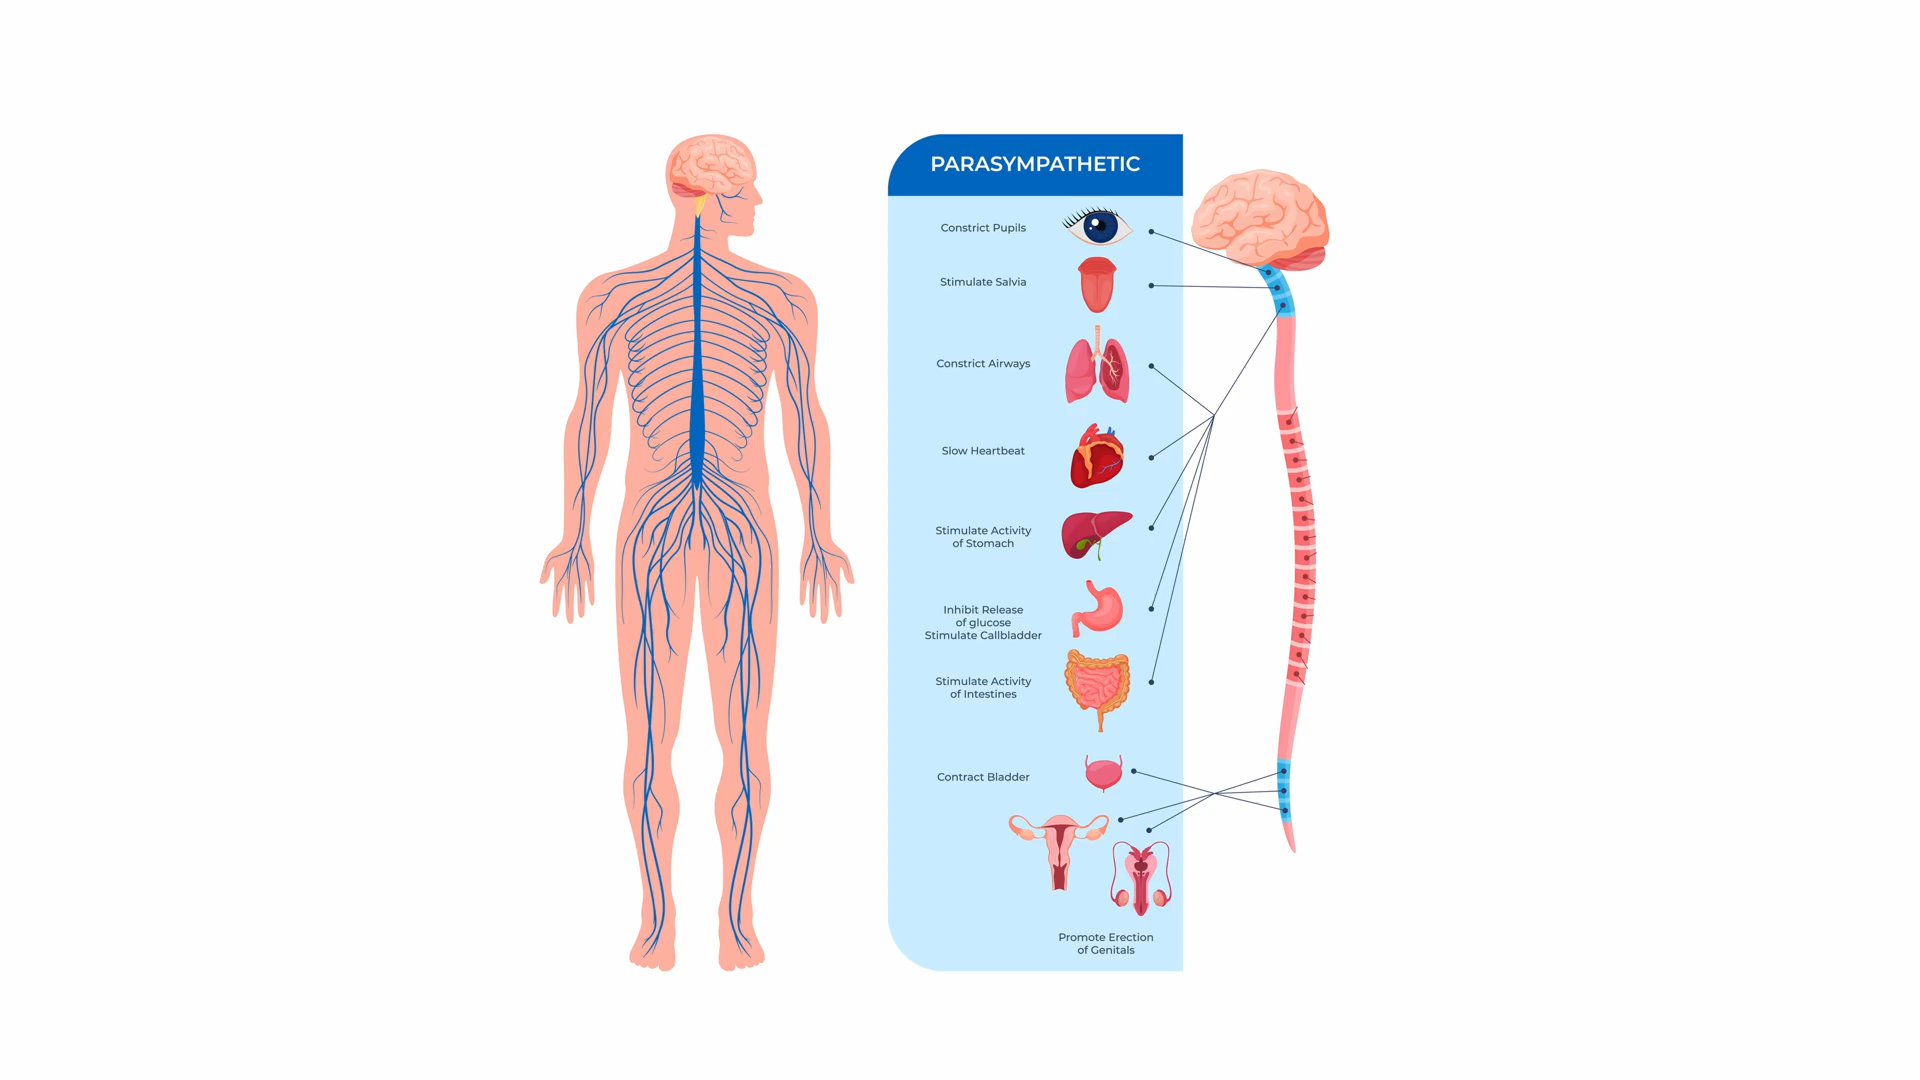 PARASYMPATHETIC
Constrict Pupils
Stimulate Salvia
Constrict Airways
Slow Heartbeat
Stimulate Activity
of Stomach
Inhibit Release
of glucose
Stimulate Callbladder
Stimulate Activity
of Intestines
Contract Bladder
Promote Erection
of Genitals